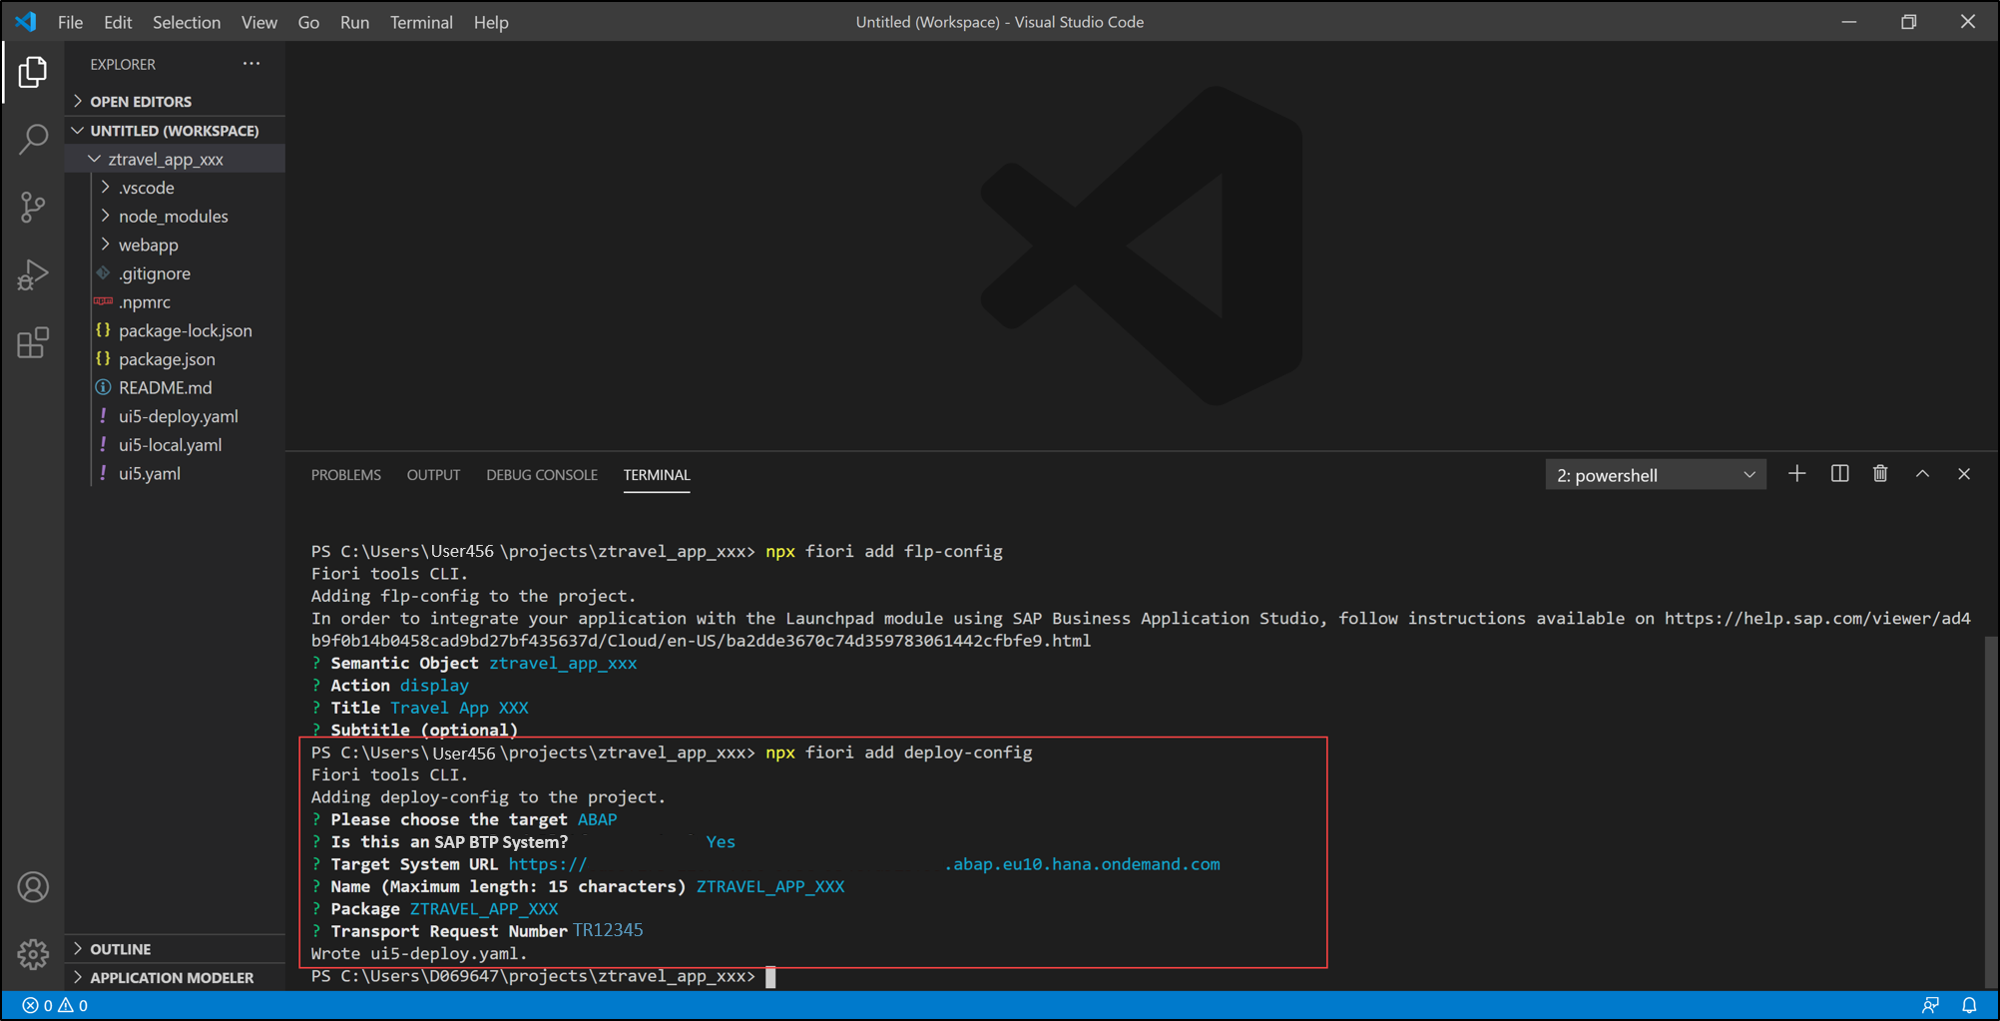 File Edit Selection View Go Run Terminal Help
Untitled (Workspace) - Visual Studio Code
EXPLORER
OPEN EDITORS
UNTITLED (WORKSPACE)
ztravel_app_xxx
.vscode
node_modules
webapp
.gitignore
.npmrc
package-lock.json
package.json
README.md
ui5-deploy.yaml
ui5-local.yaml
ui5.yaml
OUTLINE
APPLICATION MODELER
PROBLEMS OUTPUT DEBUG CONSOLE TERMINAL
2: powershell
PS C:\Users\User456 \projects\ztravel_app_xxx> npx fiori add flp-config
Fiori tools CLI.
Adding flp-config to the project.
In order to integrate your application with the Launchpad module using SAP Business Application Studio, follow instructions available on https://help.sap.com/viewer/ad4
b9f0b14b0458cad9bd27bf435637d/Cloud/en-US/ba2dde3670c74d359783061442cfbfe9.html
? Semantic Object ztravel_app_xxx
? Action display
? Title Travel App XXX
? Subtitle (optional)
PS C:\Users\User456 \projects\ztravel_app_xxx> npx fiori add deploy-config
Fiori tools CLI.
Adding deploy-config to the project.
? Please choose the target ABAP
? Is this an SAP BTP System? Yes
? Target System URL https:// .abap.eu10.hana.ondemand.com
? Name (Maximum length: 15 characters) ZTRAVEL_APP_XXX
? Package ZTRAVEL_APP_XXX
? Transport Request Number TR12345
Wrote ui5-deploy.yaml.
PS C:\Users\D069647\projects\ztravel_app_xxx>
0 0